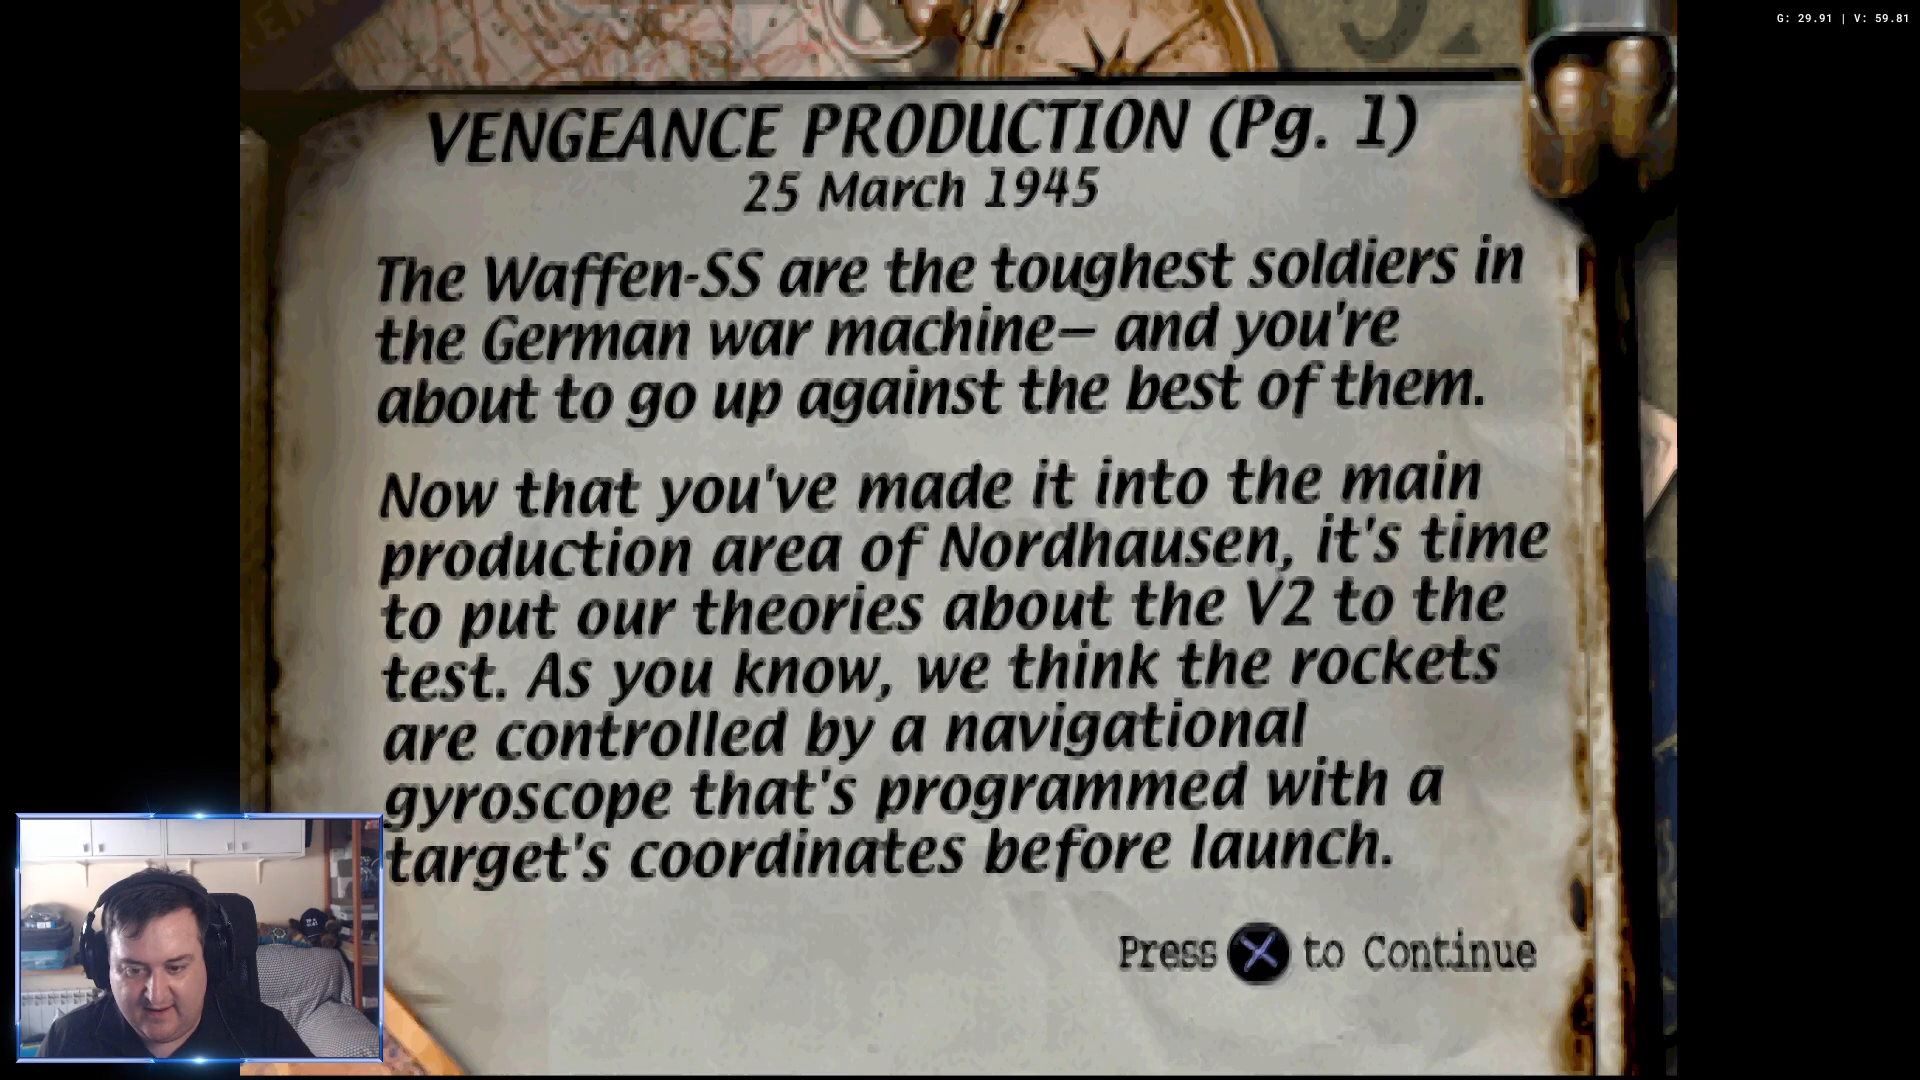 G: 29.91 | V: 59.81
VENGEANCE PRODUCTION (Pg. 1)
25 March 1945
The Waffen-SS are the toughest soldiers in
the German war machine— and you're
about to go up against the best of them.
Now that you've made it into the main
production area of Nordhausen, it's time
to put our theories about the V2 to the
test. As you know, we think the rockets
are controlled by a navigational
gyroscope that's programmed with a
target's coordinates before launch.
Press X to Continue